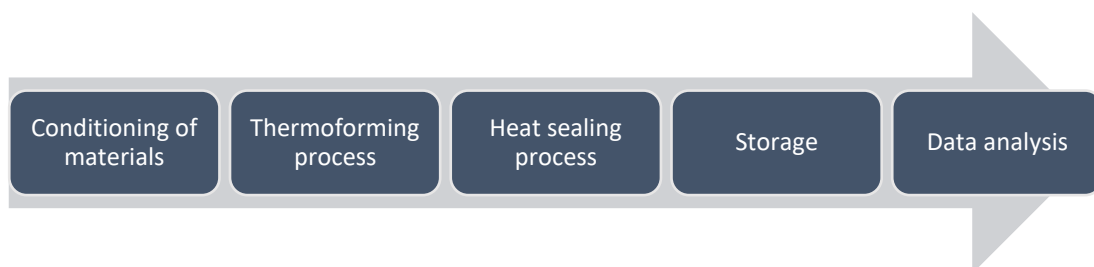 Conditioning of
materials
Thermoforming
process
Heat sealing
process
Storage
Data analysis